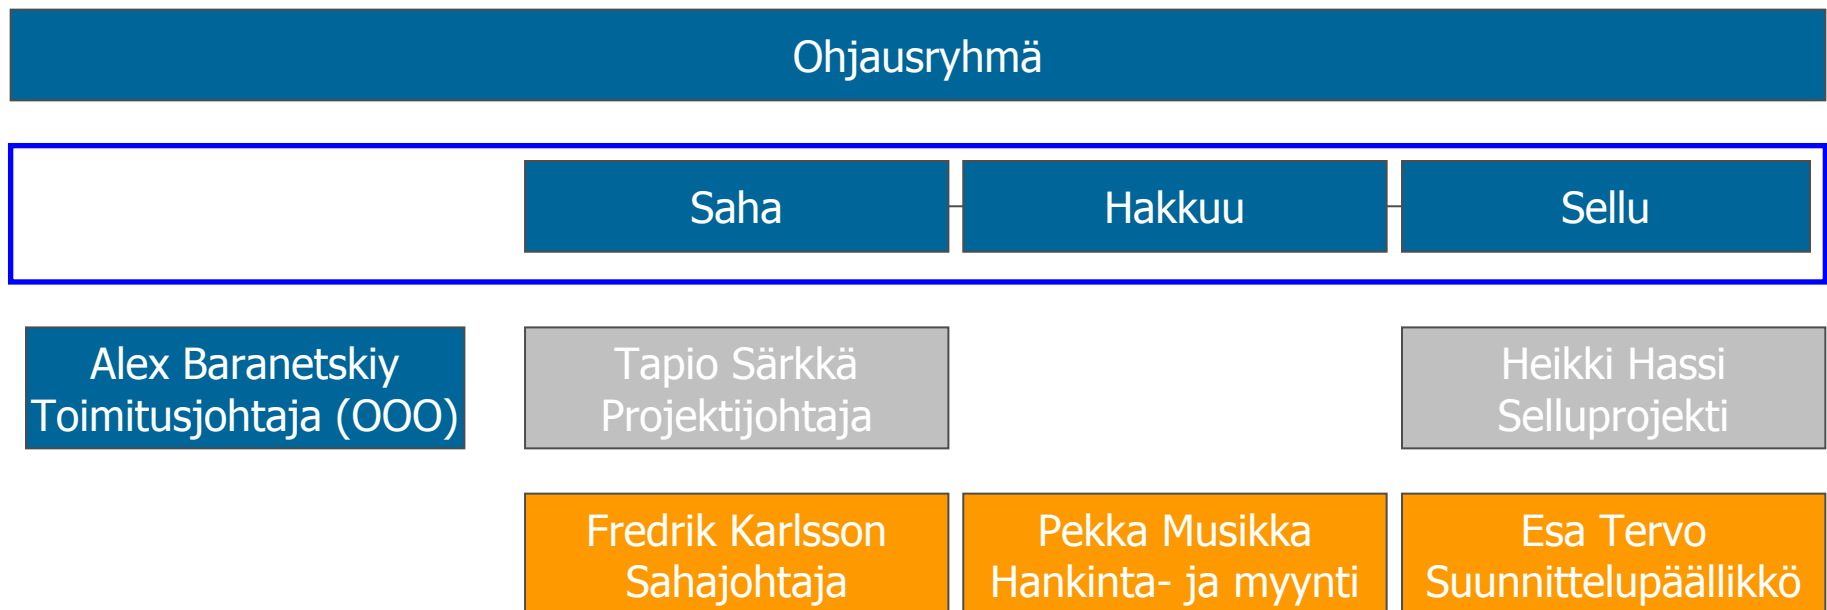 Ohjausryhmä
Saha
Hakkuu
Sellu
Alex Baranetskiy
Toimitusjohtaja (OOO)
Tapio Särkkä
Projektijohtaja
Heikki Hassi
Selluprojekti
Fredrik Karlsson
Sahajohtaja
Pekka Musikka
Hankinta- ja myynti
Esa Tervo
Suunnittelupäällikkö